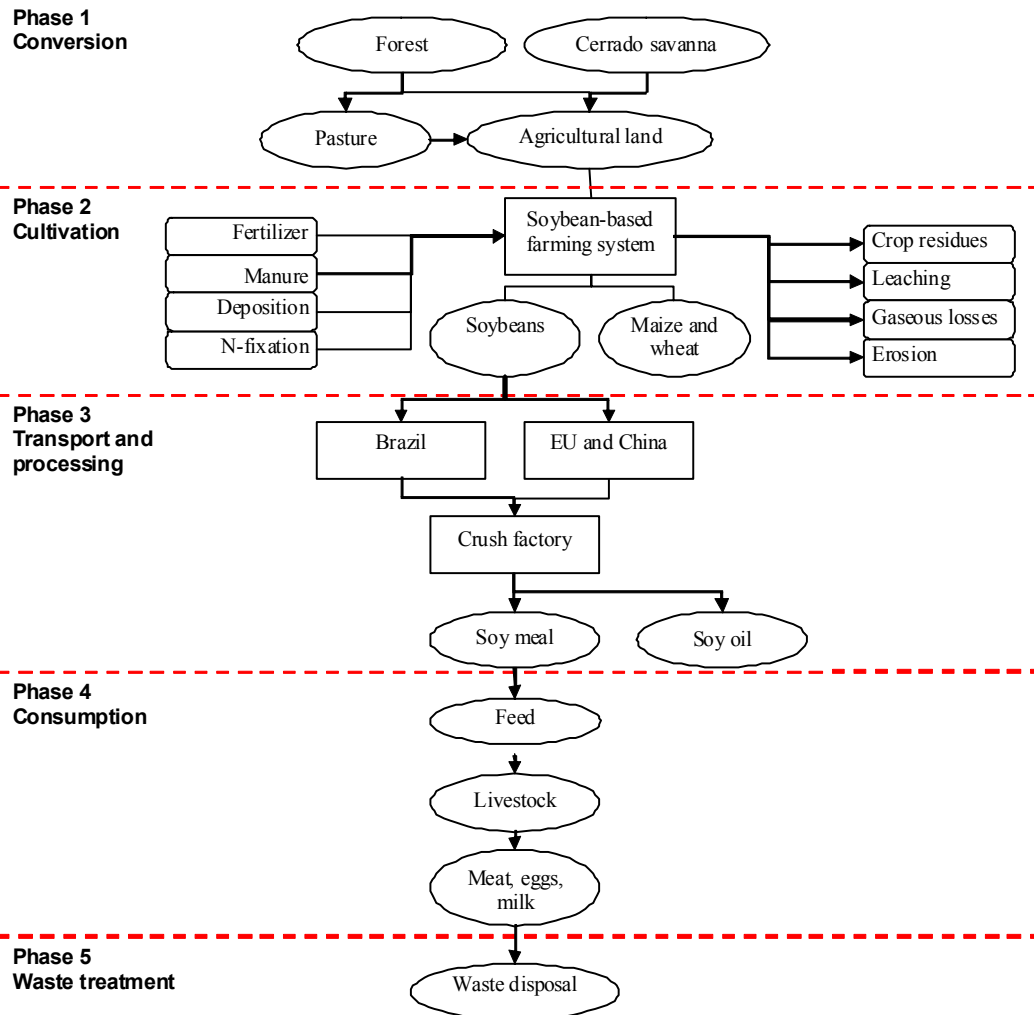 Phase 1
Conversion
Forest
Cerrado savanna
Pasture
Agricultural land
Phase 2
Cultivation
Fertilizer
Manure
Deposition
N-fixation
Soybean-based
farming system
Soybeans
Maize and
wheat
Crop residues
Leaching
Gaseous losses
Erosion
Phase 3
Transport and
processing
Brazil
EU and China
Crush factory
Soy meal
Soy oil
Phase 4
Consumption
Feed
Livestock
Meat, eggs,
milk
Phase 5
Waste treatment
Waste disposal